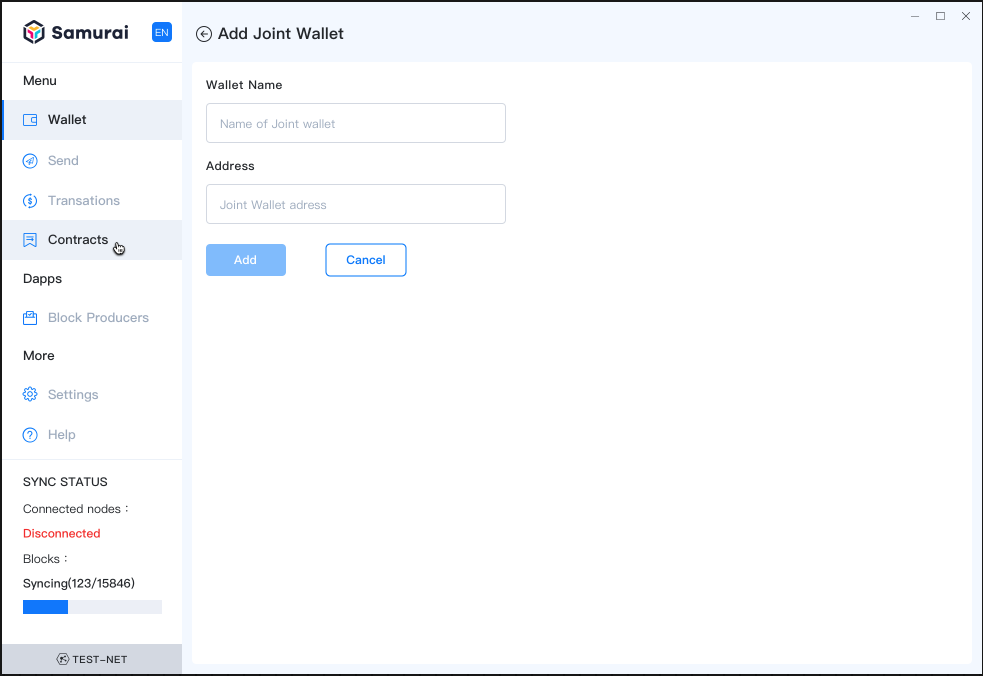 Samurai
EN
Menu
Wallet
Send
Transations
Contracts
Dapps
Block Producers
More
Settings
Help
SYNC STATUS
Connected nodes :
Disconnected
Blocks :
Syncing(123/15846)
TEST-NET
Add Joint Wallet
Wallet Name
Name of Joint wallet
Address
Joint Wallet adress
Add
Cancel